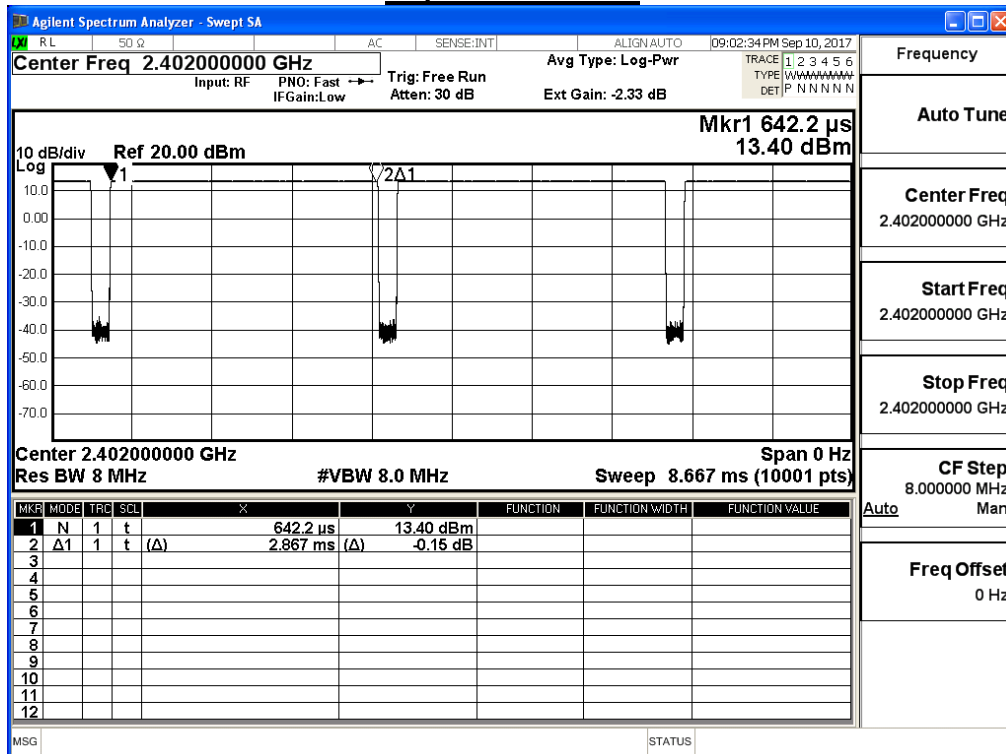 Agilent Spectrum Analyzer - Swept SA
LXI RL 50 Ω AC SENSE:INT ALIGN AUTO 09:02:34 PM Sep 10, 2017
Center Freq 2.402000000 GHz
Input: RF PNO: Fast
IFGain:Low
Trig: Free Run
Atten: 30 dB
Avg Type: Log-Pwr
Ext Gain: -2.33 dB
TRACE 1 2 3 4 5 6
TYPE
DET P N N N N N
Mkr1 642.2 µs
13.40 dBm
10 dB/div Ref 20.00 dBm
Log
1
2Δ1
10.0
0.00
-10.0
-20.0
-30.0
-40.0
-50.0
-60.0
-70.0
Center 2.402000000 GHz Span 0 Hz
Res BW 8 MHz #VBW 8.0 MHz Sweep 8.667 ms (10001 pts)
MKR MODE TRC SCL X Y FUNCTION FUNCTION WIDTH FUNCTION VALUE
1 N 1 t 642.2 µs 13.40 dBm
2 Δ1 1 t (Δ) 2.867 ms (Δ) -0.15 dB
3
4
5
6
7
8
9
10
11
12
MSG STATUS
Frequency
Auto Tune
Center Freq
2.402000000 GHz
Start Freq
2.402000000 GHz
Stop Freq
2.402000000 GHz
CF Step
8.000000 MHz
Auto Man
Freq Offset
0 Hz